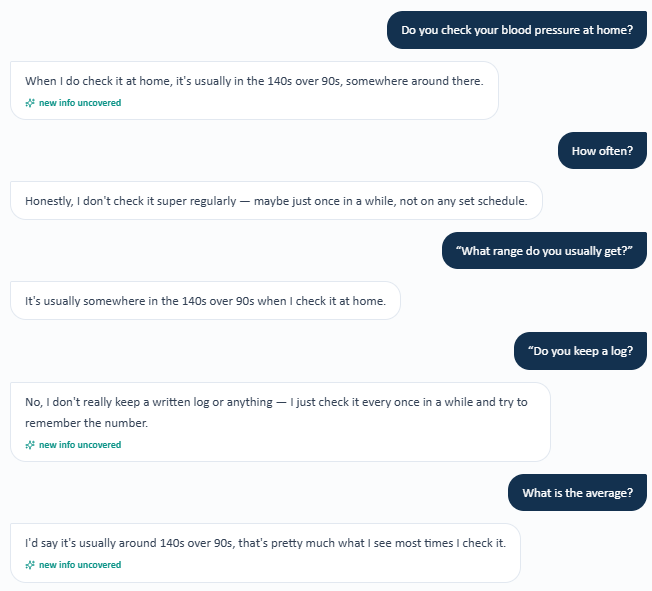 Do you check your blood pressure at home?
When I do check it at home, it's usually in the 140s over 90s, somewhere around there.
new info uncovered
How often?
Honestly, I don't check it super regularly — maybe just once in a while, not on any set schedule.
“What range do you usually get?”
It's usually somewhere in the 140s over 90s when I check it at home.
“Do you keep a log?
No, I don't really keep a written log or anything — I just check it every once in a while and try to
remember the number.
new info uncovered
What is the average?
I'd say it's usually around 140s over 90s, that's pretty much what I see most times I check it.
new info uncovered